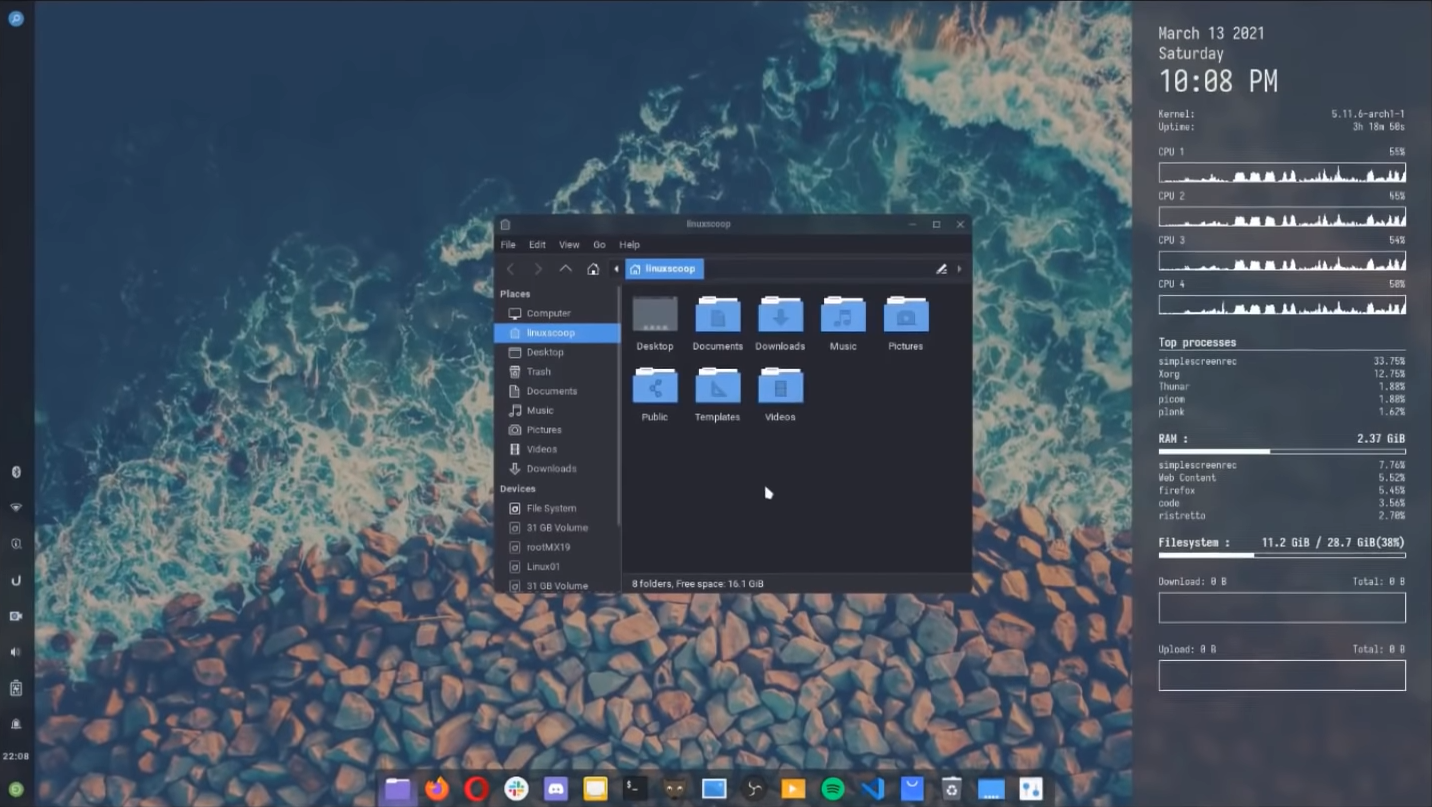 linuxscoop
File Edit View Go Help
linuxscoop
Places
Computer
linuxscoop
Desktop
Trash
Documents
Music
Pictures
Videos
Downloads
Devices
File System
31 GB Volume
rootMX19
Linux01
31 GB Volume
Desktop Documents Downloads Music Pictures
Public Templates Videos
8 folders, Free space: 16.1 GiB
22:08
March 13 2021
Saturday
10:08 PM
Kernel: 5.11.6-arch1-1
Uptime: 3h 18m 50s
CPU 1 55%
CPU 2 55%
CPU 3 54%
CPU 4 50%
Top processes
simplescreenrec 33.75%
Xorg 12.75%
Thunar 1.88%
picom 1.88%
plank 1.62%
RAM : 2.37 GiB
simplescreenrec 7.76%
Web Content 5.52%
firefox 5.45%
code 3.56%
ristretto 2.70%
Filesystem : 11.2 GiB / 28.7 GiB(38%)
Download: 0 B Total: 0 B
Upload: 0 B Total: 0 B